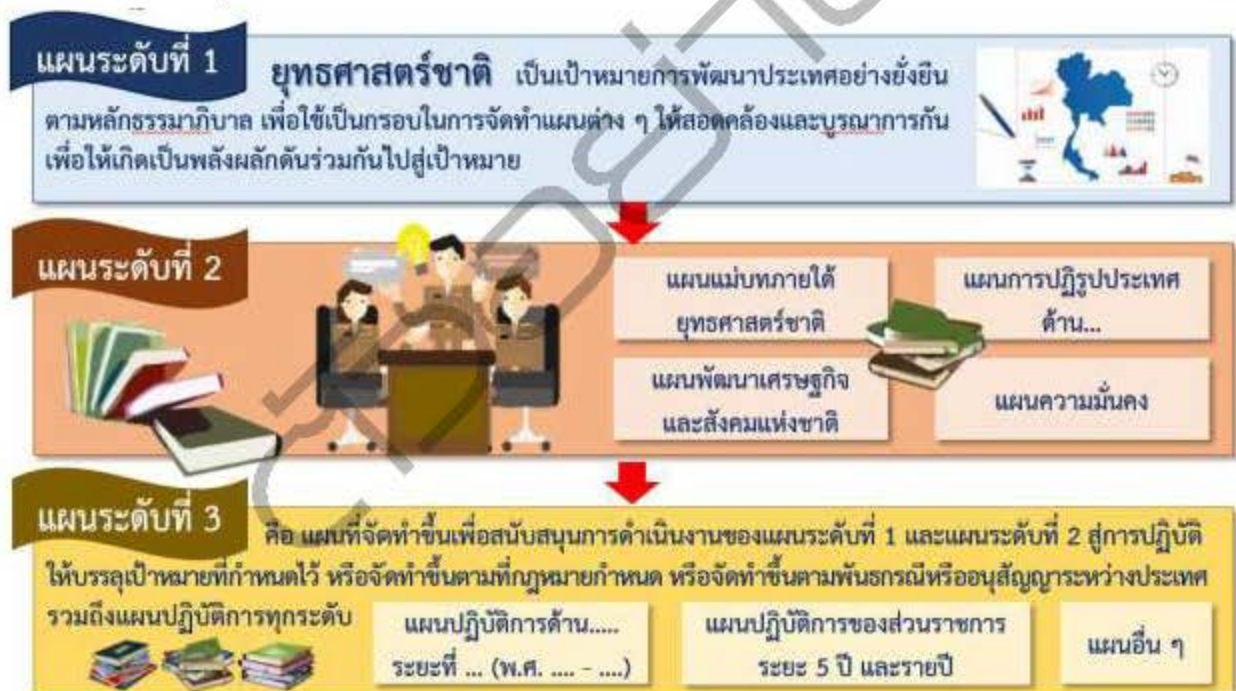 แผนระดับที่ 1
ยุทธศาสตร์ชาติ เป็นเป้าหมายการพัฒนาประเทศอย่างยั่งยืน
ตามหลักธรรมาภิบาล เพื่อใช้เป็นกรอบในการจัดทำแผนต่าง ๆ ให้สอดคล้องและบูรณาการกัน
เพื่อให้เกิดเป็นพลังผลักดันร่วมกันไปสู่เป้าหมาย
แผนระดับที่ 2
แผนแม่บทภายใต้
ยุทธศาสตร์ชาติ
แผนการปฏิรูปประเทศ
ด้าน...
แผนพัฒนาเศรษฐกิจ
และสังคมแห่งชาติ
แผนความมั่นคง
แผนระดับที่ 3
คือ แผนที่จัดทำขึ้นเพื่อสนับสนุนการดำเนินงานของแผนระดับที่ 1 และแผนระดับที่ 2 สู่การปฏิบัติ
ให้บรรลุเป้าหมายที่กำหนดไว้ หรือจัดทำขึ้นตามที่กฎหมายกำหนด หรือจัดทำขึ้นตามพันธกรณีหรืออนุสัญญาระหว่างประเทศ
รวมถึงแผนปฏิบัติการทุกระดับ
แผนปฏิบัติการด้าน.....
ระยะที่ ... (พ.ศ. .... - ....)
แผนปฏิบัติการของส่วนราชการ
ระยะ 5 ปี และรายปี
แผนอื่น ๆ